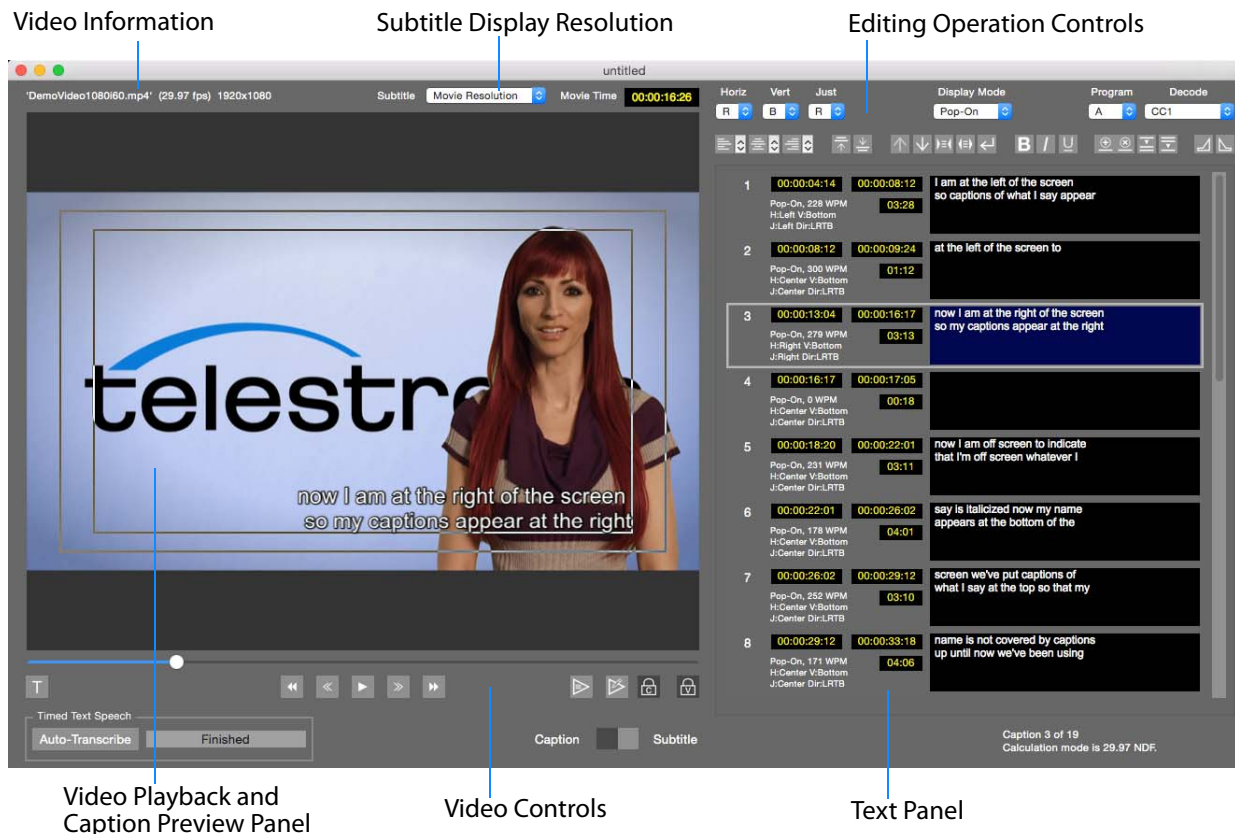 Video Information
Subtitle Display Resolution
Editing Operation Controls
untitled
'DemoVideo1080i60.mp4' (29.97 fps) 1920x1080
Subtitle Movie Resolution Movie Time 00:00:16:26
Horiz Vert Just Display Mode Program Decode
R B R Pop-On A CC1
B I U
telestre
now I am at the right of the screen
so my captions appear at the right
1 00:00:04:14 00:00:08:12 I am at the left of the screen
so captions of what I say appear
Pop-On, 228 WPM 03:28
H:Left V:Bottom
J:Left Dir:LRTB
2 00:00:08:12 00:00:09:24 at the left of the screen to
Pop-On, 300 WPM 01:12
H:Center V:Bottom
J:Center Dir:LRTB
3 00:00:13:04 00:00:16:17 now I am at the right of the screen
so my captions appear at the right
Pop-On, 279 WPM 03:13
H:Right V:Bottom
J:Right Dir:LRTB
4 00:00:16:17 00:00:17:05
Pop-On, 0 WPM 00:18
H:Center V:Bottom
J:Center Dir:LRTB
5 00:00:18:20 00:00:22:01 now I am off screen to indicate
that I'm off screen whatever I
Pop-On, 231 WPM 03:11
H:Center V:Bottom
J:Center Dir:LRTB
6 00:00:22:01 00:00:26:02 say is italicized now my name
appears at the bottom of the
Pop-On, 178 WPM 04:01
H:Center V:Bottom
J:Center Dir:LRTB
7 00:00:26:02 00:00:29:12 screen we've put captions of
what I say at the top so that my
Pop-On, 252 WPM 03:10
H:Center V:Bottom
J:Center Dir:LRTB
8 00:00:29:12 00:00:33:18 name is not covered by captions
up until now we've been using
Pop-On, 171 WPM 04:06
H:Center V:Bottom
J:Center Dir:LRTB
T
C V
Timed Text Speech
Auto-Transcribe Finished
Caption Subtitle
Caption 3 of 19
Calculation mode is 29.97 NDF.
Video Playback and
Caption Preview Panel
Video Controls
Text Panel